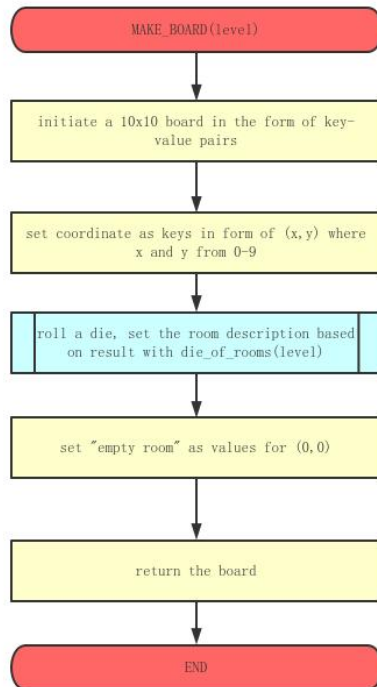 MAKE_BOARD(level)
initiate a 10x10 board in the form of key-
value pairs
set coordinate as keys in form of (x,y) where
x and y from 0-9
roll a die, set the room description based
on result with die_of_rooms(level)
set "empty room" as values for (0,0)
return the board
END